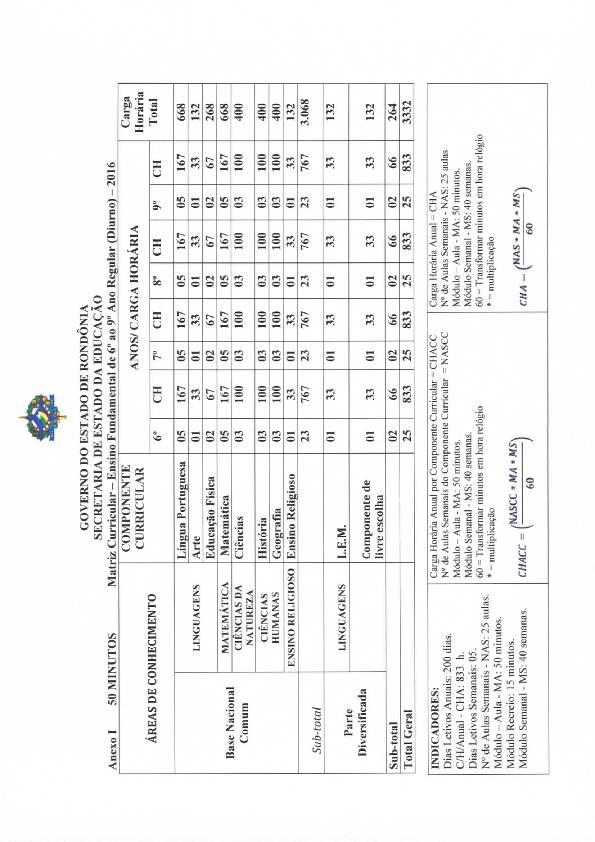 GOVERNO DO ESTADO DE RONDÔNIA
SECRETARIA DE ESTADO DA EDUCAÇÃO
Anexo I 50 MINUTOS Matriz Curricular – Ensino Fundamental de 6º ao 9º Ano Regular (Diurno) – 2016
ÁREAS DE CONHECIMENTO COMPONENTE CURRICULAR ANOS/ CARGA HORÁRIA Carga Horária Total
6º CH 7º CH 8º CH 9º CH
Base Nacional Comum
LINGUAGENS Língua Portuguesa 05 167 05 167 05 167 05 167 668
Arte 01 33 01 33 01 33 01 33 132
Educação Física 02 67 02 67 02 67 02 67 268
MATEMÁTICA Matemática 05 167 05 167 05 167 05 167 668
CIÊNCIAS DA NATUREZA Ciências 03 100 03 100 03 100 03 100 400
CIÊNCIAS HUMANAS História 03 100 03 100 03 100 03 100 400
Geografia 03 100 03 100 03 100 03 100 400
ENSINO RELIGIOSO Ensino Religioso 01 33 01 33 01 33 01 33 132
Sub-total 23 767 23 767 23 767 23 767 3.068
Parte Diversificada
LINGUAGENS L.E.M. 01 33 01 33 01 33 01 33 132
Componente de livre escolha 01 33 01 33 01 33 01 33 132
Sub-total 02 66 02 66 02 66 02 66 264
Total Geral 25 833 25 833 25 833 25 833 3332
INDICADORES:
Dias Letivos Anuais: 200 dias.
C/H/Anual - CHA: 833 h.
Dias Letivos Semanais: 05.
Nº de Aulas Semanais - NAS: 25 aulas.
Módulo – Aula - MA: 50 minutos.
Módulo Recreio: 15 minutos.
Módulo Semanal - MS: 40 semanas.
Carga Horária Anual por Componente Curricular = CHACC
Nº de Aulas Semanais do Componente Curricular = NASCC
Módulo – Aula - MA: 50 minutos.
Módulo Semanal - MS: 40 semanas.
60 = Transformar minutos em hora relógio
* = multiplicação
CHACC = (NASCC * MA * MS)
60
Carga Horária Anual = CHA
Nº de Aulas Semanais - NAS: 25 aulas
Módulo – Aula - MA: 50 minutos.
Módulo Semanal - MS: 40 semanas.
60 = Transformar minutos em hora relógio
* = multiplicação
CHA = (NAS * MA * MS)
60